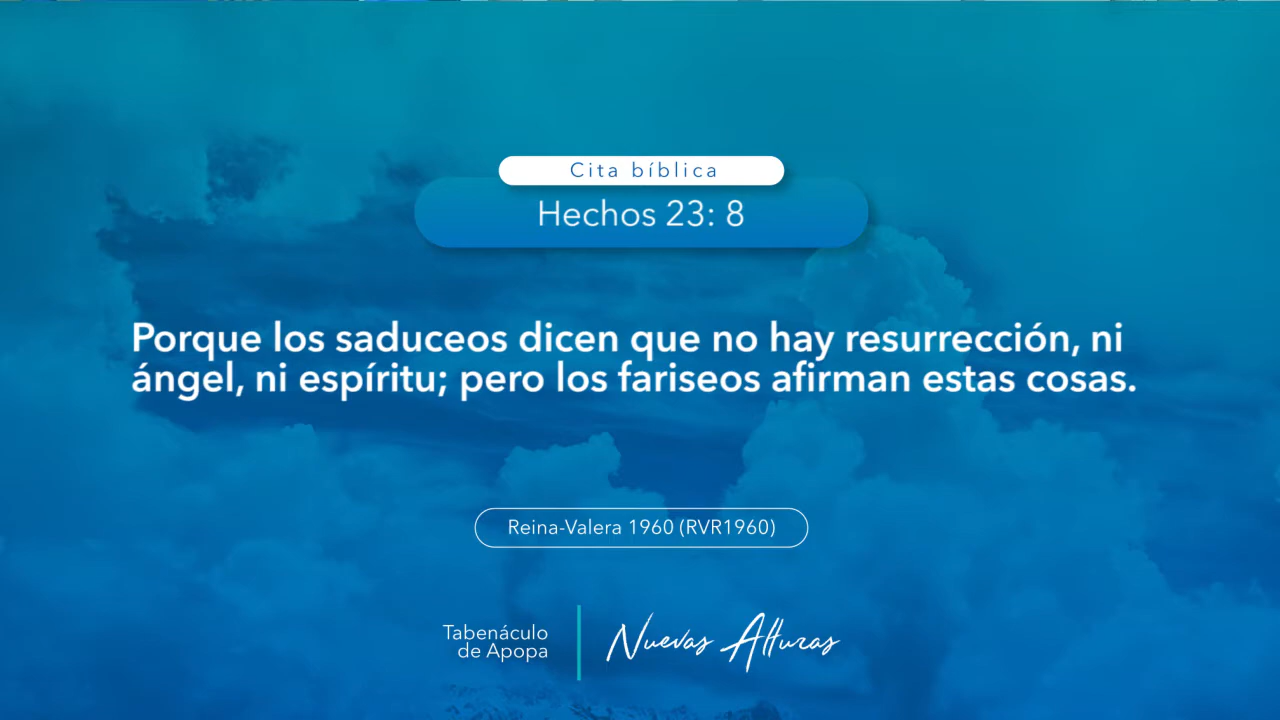 Cita bíblica
Hechos 23: 8
Porque los saduceos dicen que no hay resurrección, ni
ángel, ni espíritu; pero los fariseos afirman estas cosas.
Reina-Valera 1960 (RVR1960)
Tabenáculo
de Apopa
Nuevas Alturas